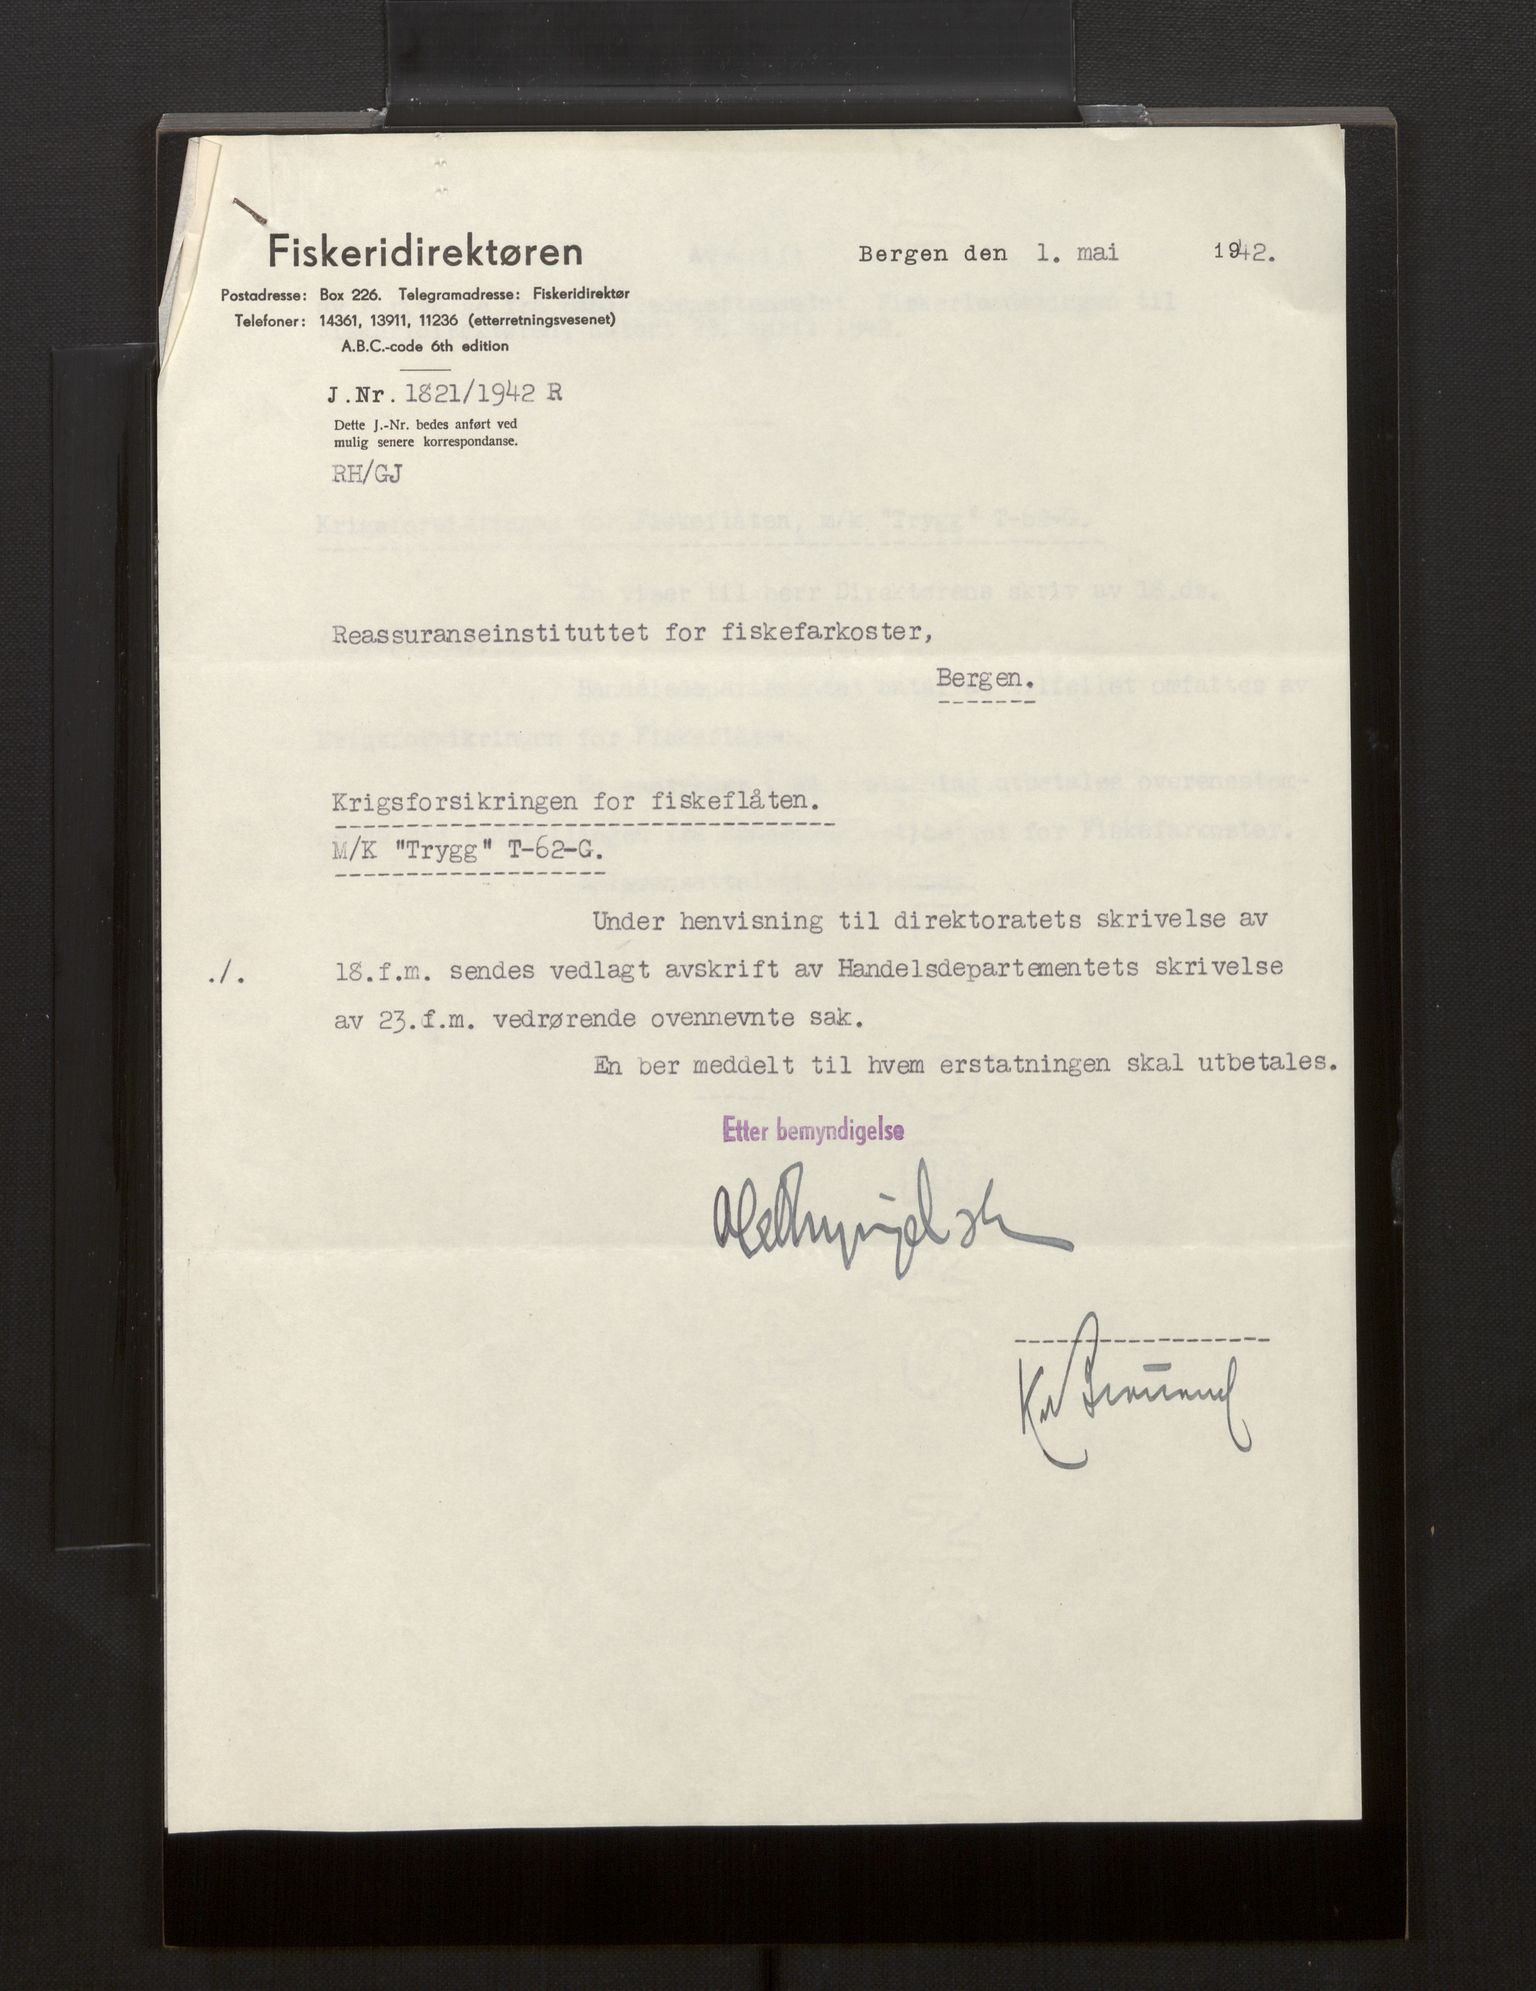 Fiskeridirektøren
Bergen den 1. mai 1942.
Postadresse: Box 226. Telegramadresse: Fiskeridirektør
Telefoner: 14361, 13911, 11236 (etterretningsvesenet)
A.B.C.-code 6th edition
J.Nr. 1821/1942 R
Dette J.-Nr. bedes anført ved
mulig senere korrespondanse.
RH/GJ
Reassuranseinstituttet for fiskefarkoster,
Bergen.
Krigsforsikringen for fiskeflåten.
M/K "Trygg" T-62-G.
Under henvisning til direktoratets skrivelse av
./. 18.f.m. sendes vedlagt avskrift av Handelsdepartementets skrivelse
av 23.f.m. vedrørende ovennevnte sak.
En ber meddelt til hvem erstatningen skal utbetales.
Etter bemyndigelse